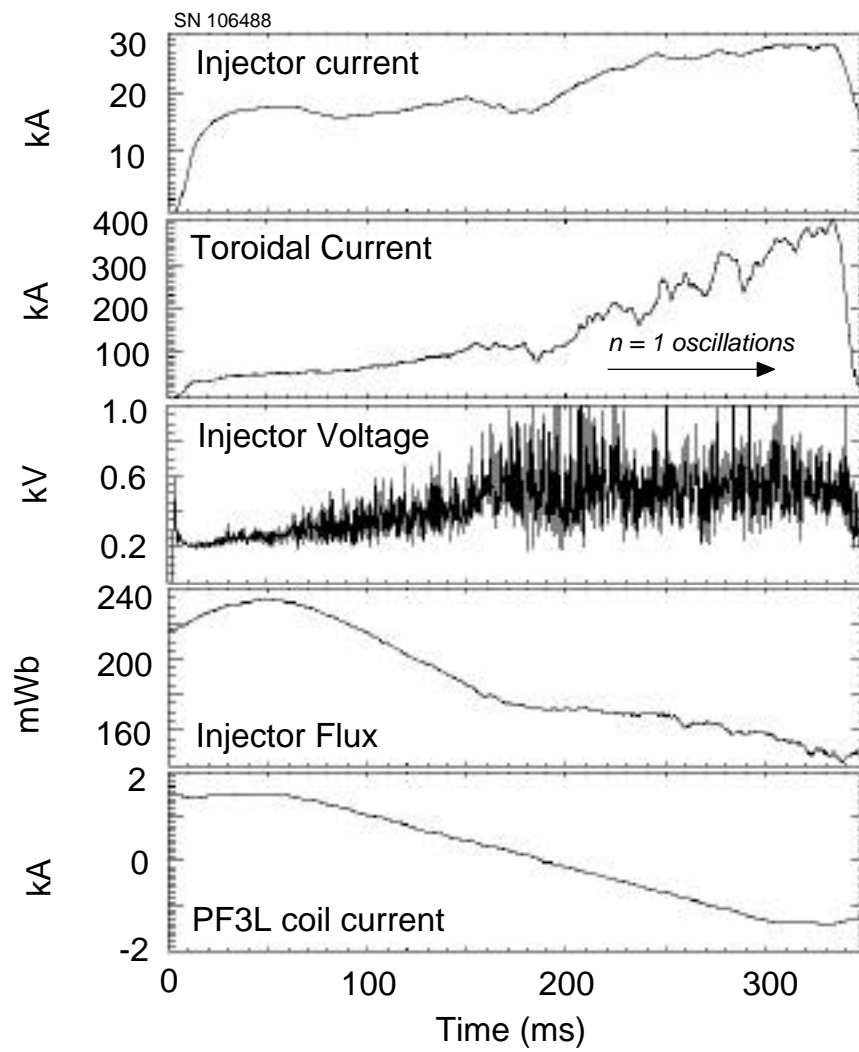 SN 106488
30
Injector current
20
kA
10
400
Toroidal Current
300
kA
200
n = 1 oscillations
100
1.0
Injector Voltage
kV
0.6
0.2
240
mWb
200
160
Injector Flux
2
kA
0
PF3L coil current
-2
0 100 200 300
Time (ms)